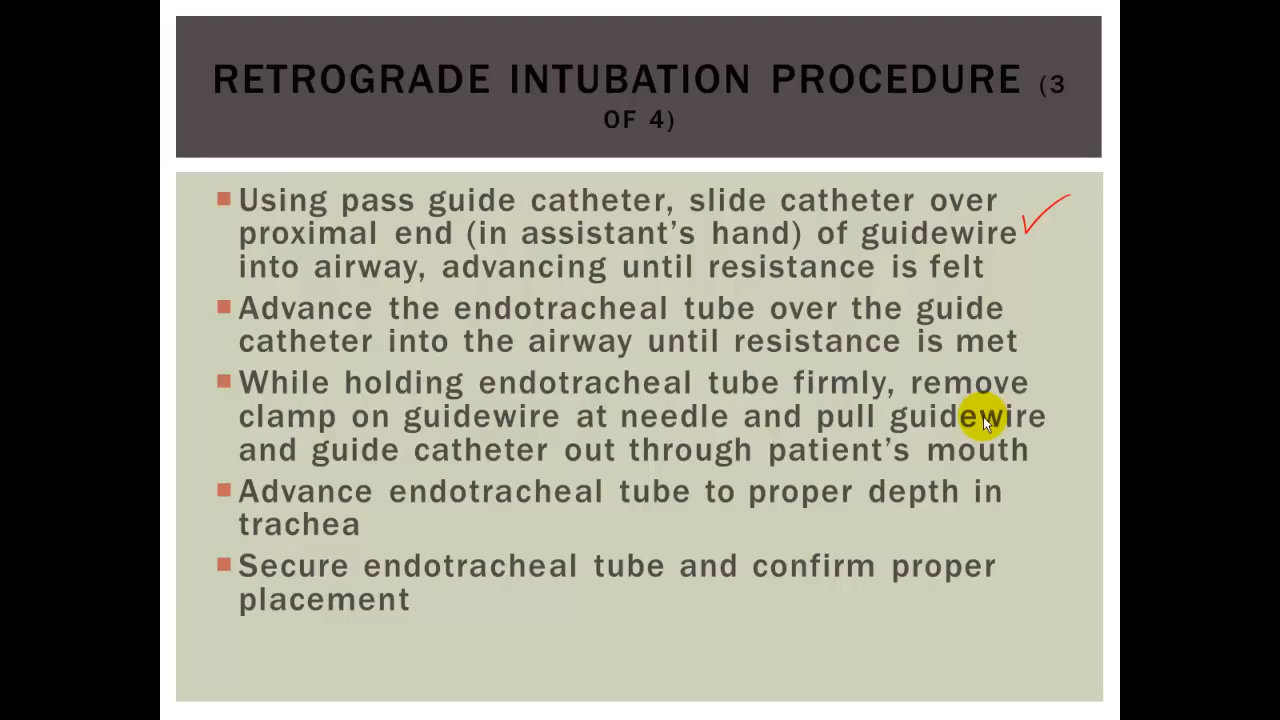 RETROGRADE INTUBATION PROCEDURE (3
OF 4)
Using pass guide catheter, slide catheter over
proximal end (in assistant’s hand) of guidewire
into airway, advancing until resistance is felt
Advance the endotracheal tube over the guide
catheter into the airway until resistance is met
While holding endotracheal tube firmly, remove
clamp on guidewire at needle and pull guidewire
and guide catheter out through patient’s mouth
Advance endotracheal tube to proper depth in
trachea
Secure endotracheal tube and confirm proper
placement